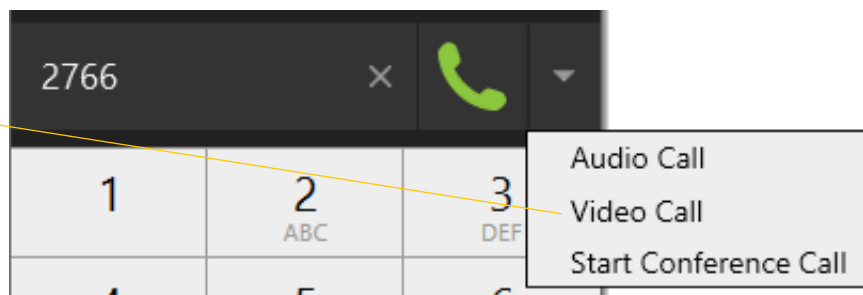 2766
Audio Call
Video Call
Start Conference Call
1 2 3
ABC DEF